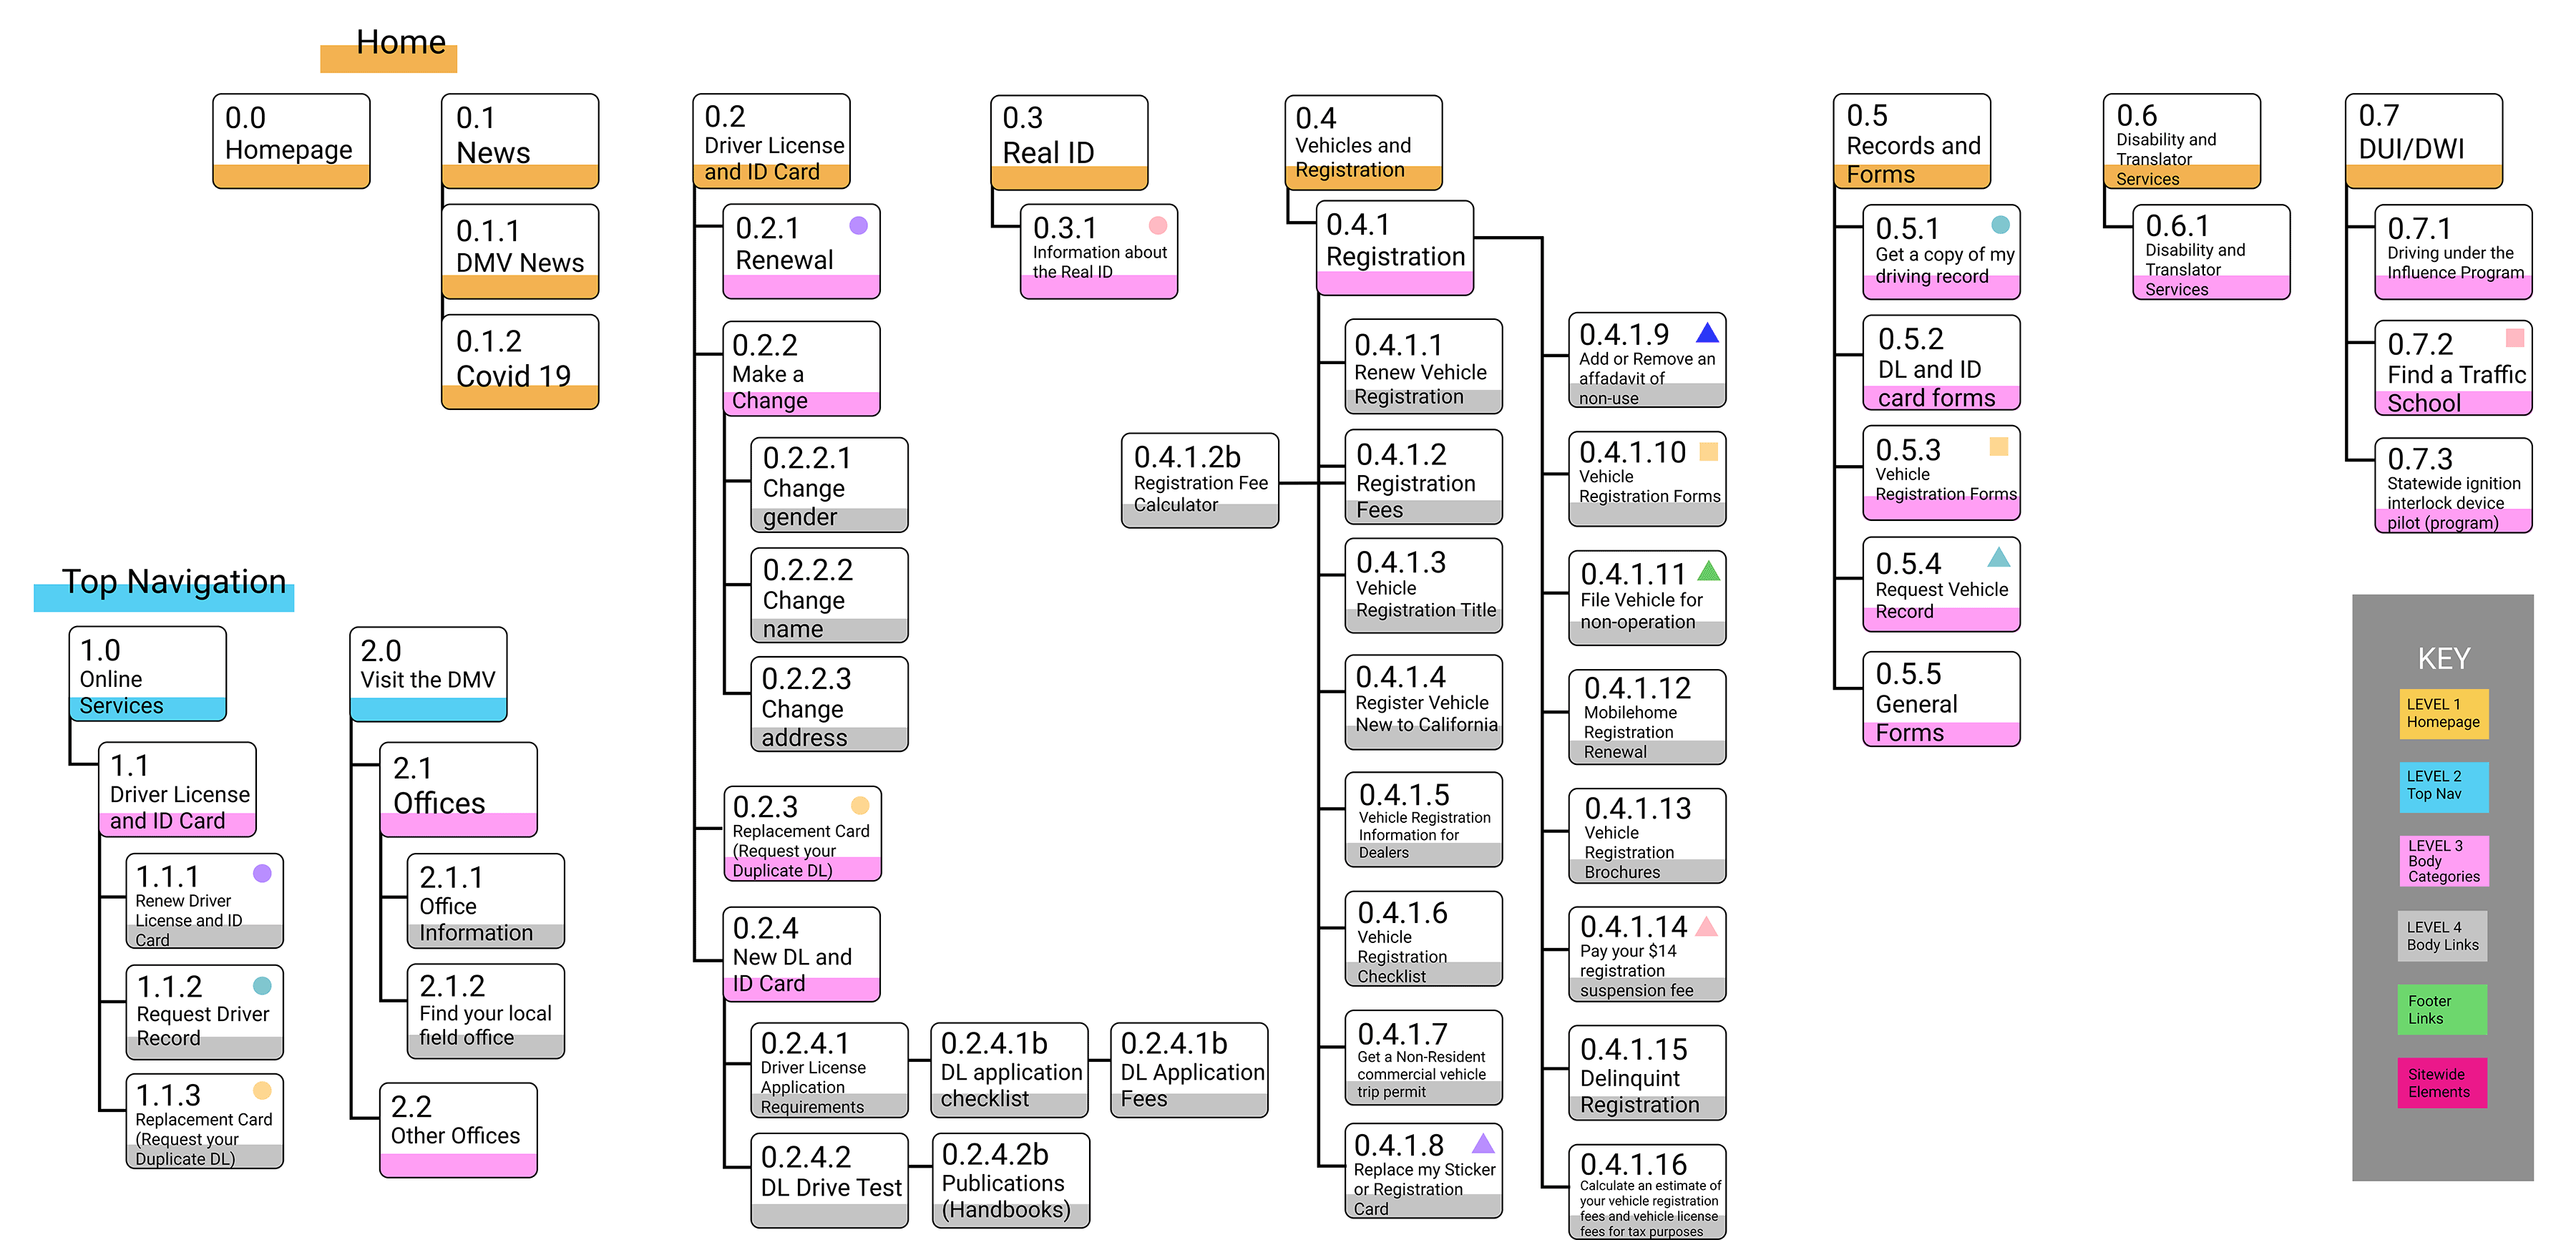 Home
0.0
Homepage
0.1
News
0.1.1
DMV News
0.1.2
Covid 19
0.2
Driver License
and ID Card
0.2.1
Renewal
0.2.2
Make a
Change
0.2.2.1
Change
gender
0.2.2.2
Change
name
0.2.2.3
Change
address
0.2.3
Replacement Card
(Request your
Duplicate DL)
0.2.4
New DL and
ID Card
0.2.4.1
Driver License
Application
Requirements
0.2.4.1b
DL application
checklist
0.2.4.1b
DL Application
Fees
0.2.4.2
DL Drive Test
0.2.4.2b
Publications
(Handbooks)
0.3
Real ID
0.3.1
Information about
the Real ID
0.4
Vehicles and
Registration
0.4.1
Registration
0.4.1.1
Renew Vehicle
Registration
0.4.1.2b
Registration Fee
Calculator
0.4.1.2
Registration
Fees
0.4.1.3
Vehicle
Registration Title
0.4.1.4
Register Vehicle
New to California
0.4.1.5
Vehicle Registration
Information for
Dealers
0.4.1.6
Vehicle
Registration
Checklist
0.4.1.7
Get a Non-Resident
commercial vehicle
trip permit
0.4.1.8
Replace my Sticker
or Registration
Card
0.4.1.9
Add or Remove an
affadavit of
non-use
0.4.1.10
Vehicle
Registration Forms
0.4.1.11
File Vehicle for
non-operation
0.4.1.12
Mobilehome
Registration
Renewal
0.4.1.13
Vehicle
Registration
Brochures
0.4.1.14
Pay your $14
registration
suspension fee
0.4.1.15
Delinquint
Registration
0.4.1.16
Calculate an estimate of
your vehicle registration
fees and vehicle license
fees for tax purposes
0.5
Records and
Forms
0.5.1
Get a copy of my
driving record
0.5.2
DL and ID
card forms
0.5.3
Vehicle
Registration Forms
0.5.4
Request Vehicle
Record
0.5.5
General
Forms
0.6
Disability and
Translator
Services
0.6.1
Disability and
Translator
Services
0.7
DUI/DWI
0.7.1
Driving under the
Influence Program
0.7.2
Find a Traffic
School
0.7.3
Statewide ignition
interlock device
pilot (program)
Top Navigation
1.0
Online
Services
1.1
Driver License
and ID Card
1.1.1
Renew Driver
License and ID
Card
1.1.2
Request Driver
Record
1.1.3
Replacement Card
(Request your
Duplicate DL)
2.0
Visit the DMV
2.1
Offices
2.1.1
Office
Information
2.1.2
Find your local
field office
2.2
Other Offices
KEY
LEVEL 1
Homepage
LEVEL 2
Top Nav
LEVEL 3
Body
Categories
LEVEL 4
Body Links
Footer
Links
Sitewide
Elements